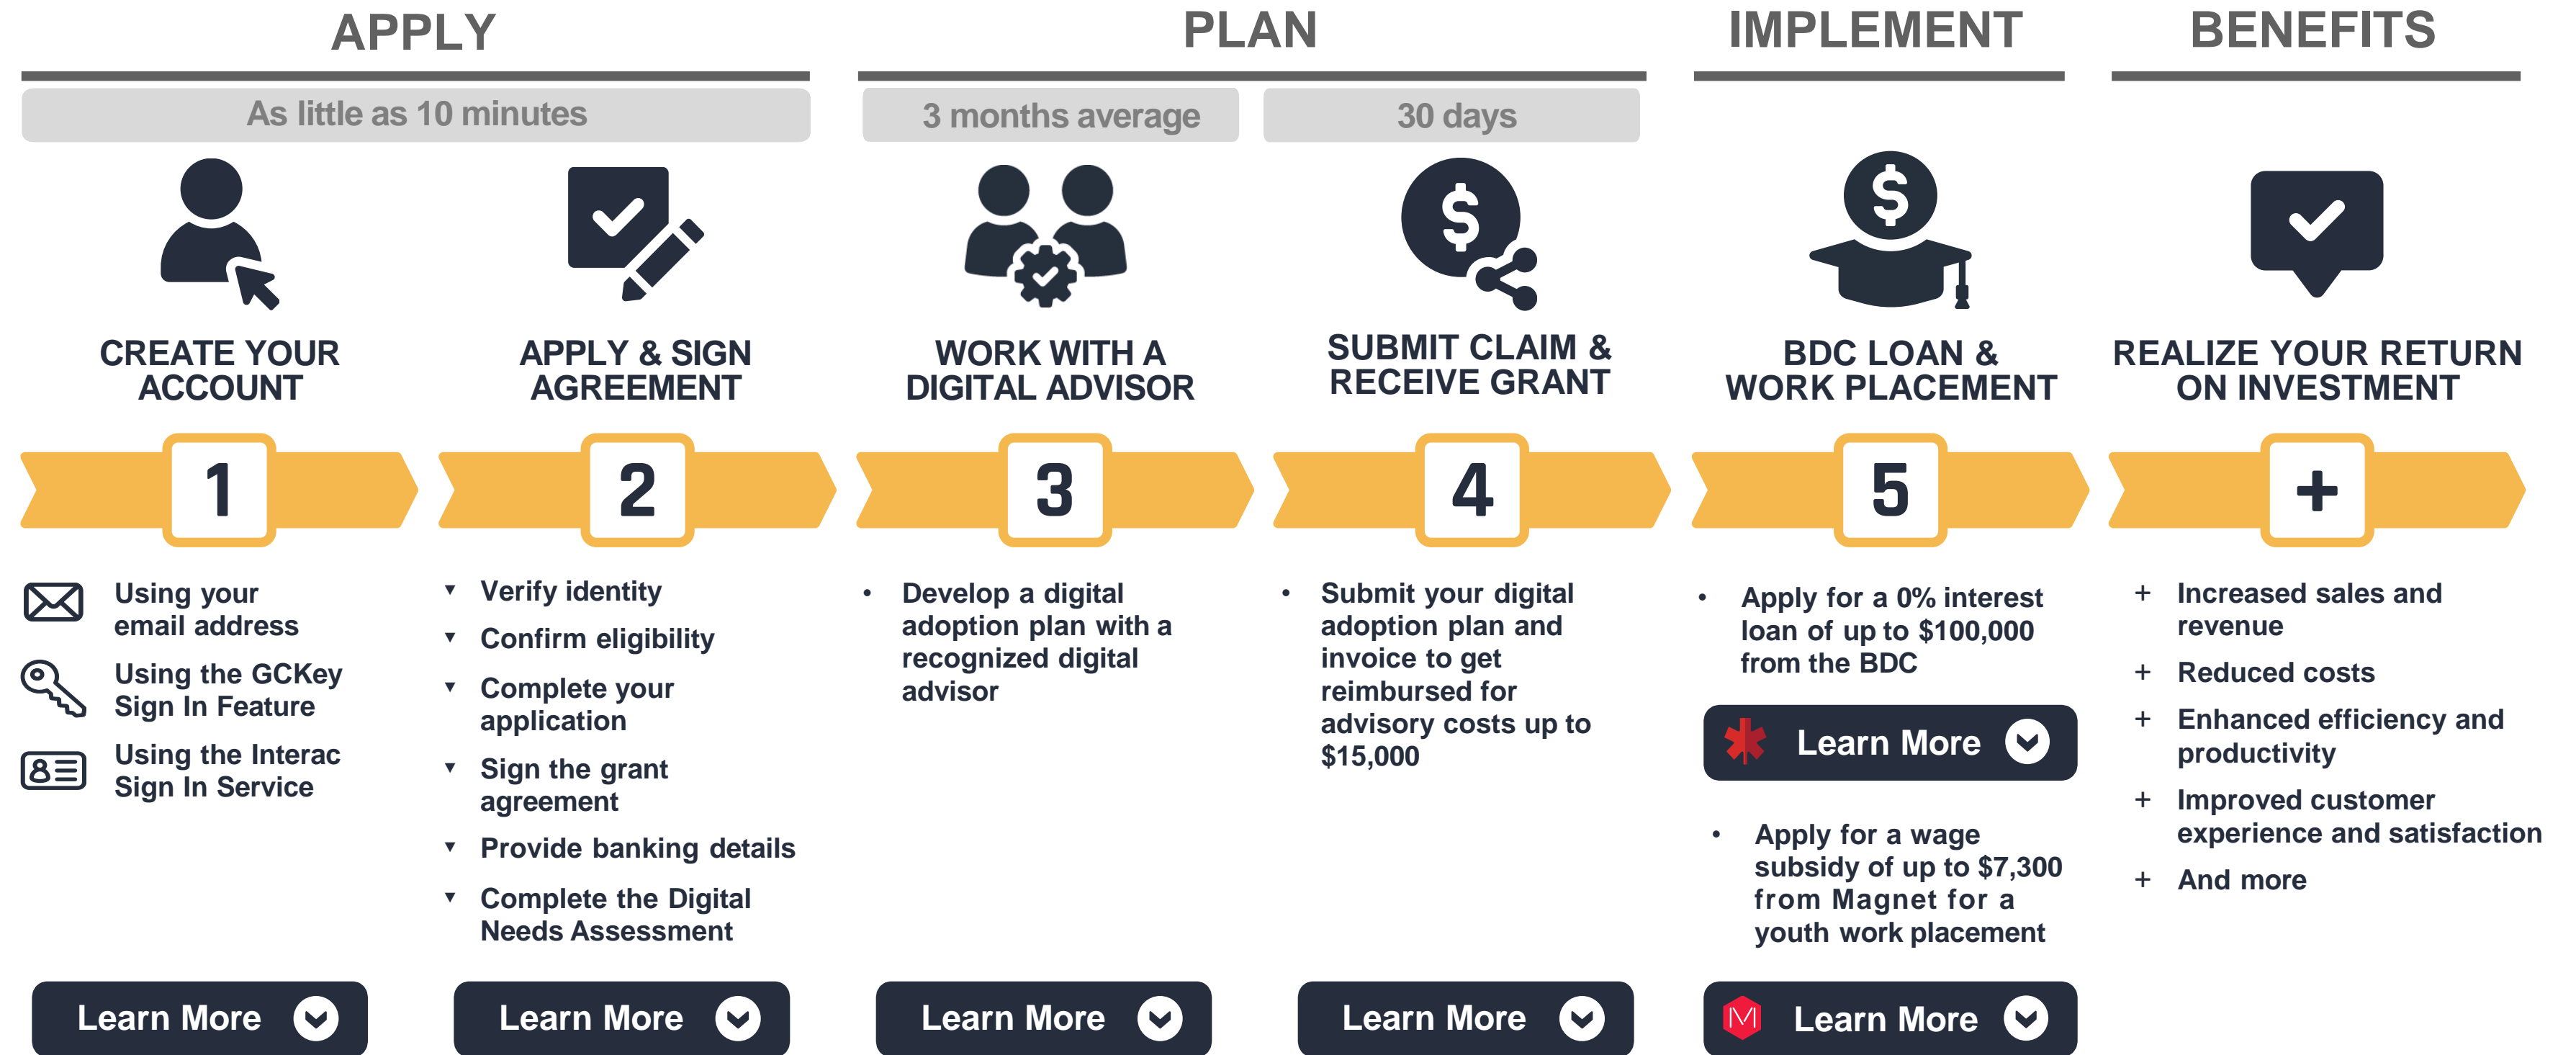 APPLY
PLAN
IMPLEMENT
BENEFITS
As little as 10 minutes
3 months average
30 days
CREATE YOUR
ACCOUNT
APPLY & SIGN
AGREEMENT
WORK WITH A
DIGITAL ADVISOR
SUBMIT CLAIM &
RECEIVE GRANT
BDC LOAN &
WORK PLACEMENT
REALIZE YOUR RETURN
ON INVESTMENT
1
2
3
4
5
+
Using your
email address
Using the GCKey
Sign In Feature
Using the Interac
Sign In Service
Learn More
▾ Verify identity
▾ Confirm eligibility
▾ Complete your
application
▾ Sign the grant
agreement
▾ Provide banking details
▾ Complete the Digital
Needs Assessment
Learn More
• Develop a digital
adoption plan with a
recognized digital
advisor
Learn More
• Submit your digital
adoption plan and
invoice to get
reimbursed for
advisory costs up to
$15,000
Learn More
• Apply for a 0% interest
loan of up to $100,000
from the BDC
Learn More
• Apply for a wage
subsidy of up to $7,300
from Magnet for a
youth work placement
Learn More
+ Increased sales and
revenue
+ Reduced costs
+ Enhanced efficiency and
productivity
+ Improved customer
experience and satisfaction
+ And more